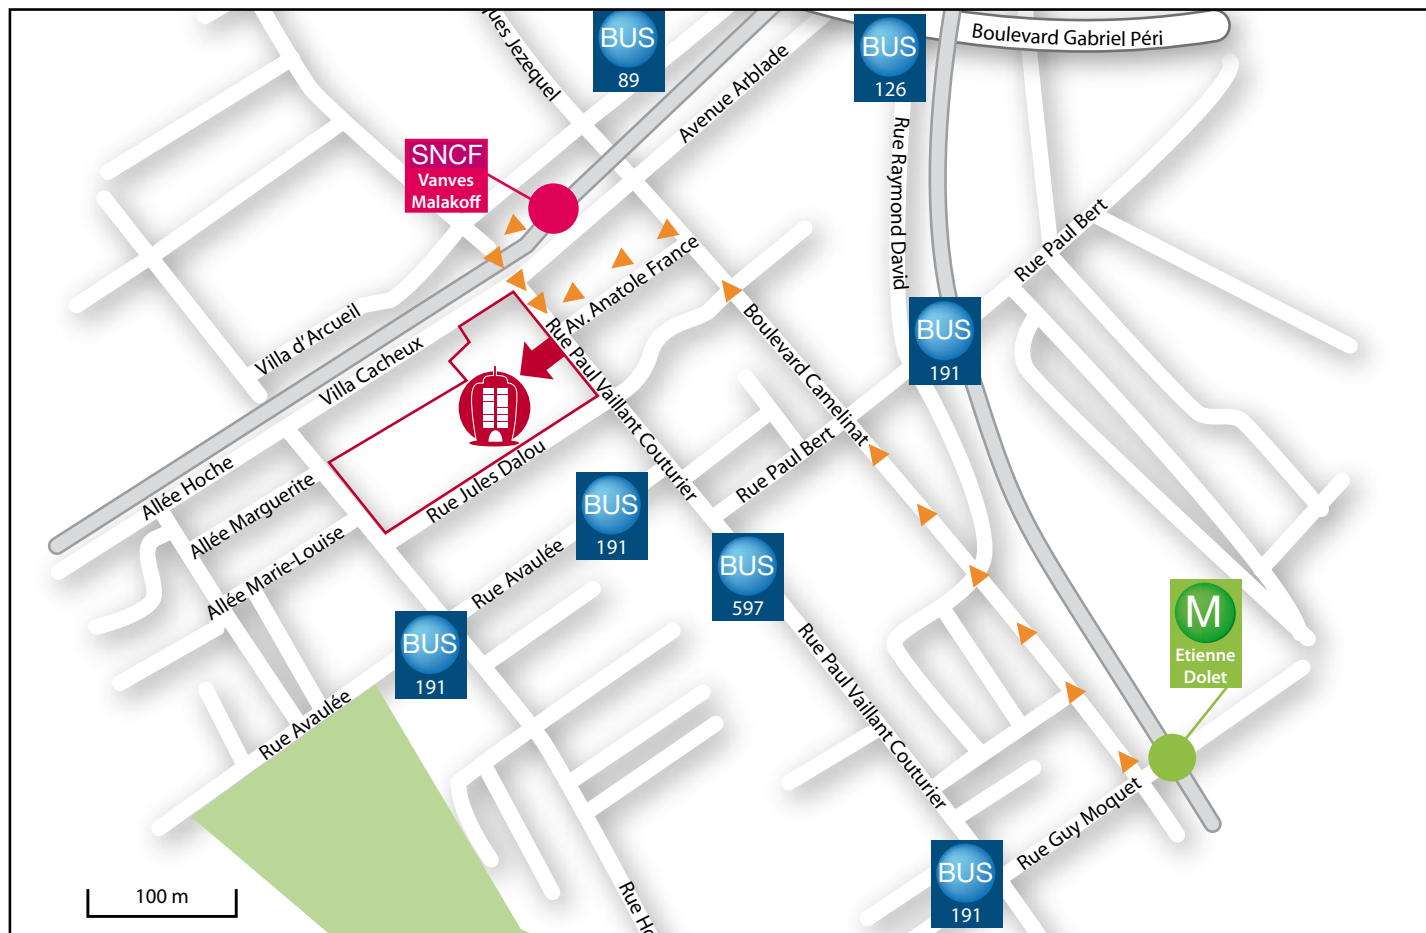 BUS
89
BUS
126
Boulevard Gabriel Péri
ues Jezequel
Avenue Arblade
SNCF
Vanves
Malakoff
Rue Raymond David
Rue Paul Bert
Av. Anatole France
Villa d'Arcueil
Villa Cacheux
Rue Paul Vaillant Couturier
Boulevard Camelinat
BUS
191
Rue Paul Bert
Allée Hoche
Allée Marguerite
Rue Jules Dalou
Allée Marie-Louise
BUS
191
Rue Avaulée
BUS
597
BUS
191
M
Etienne
Dolet
Rue Paul Vaillant Couturier
Rue Avaulée
Rue Guy Moquet
BUS
191
Rue Ho
100 m